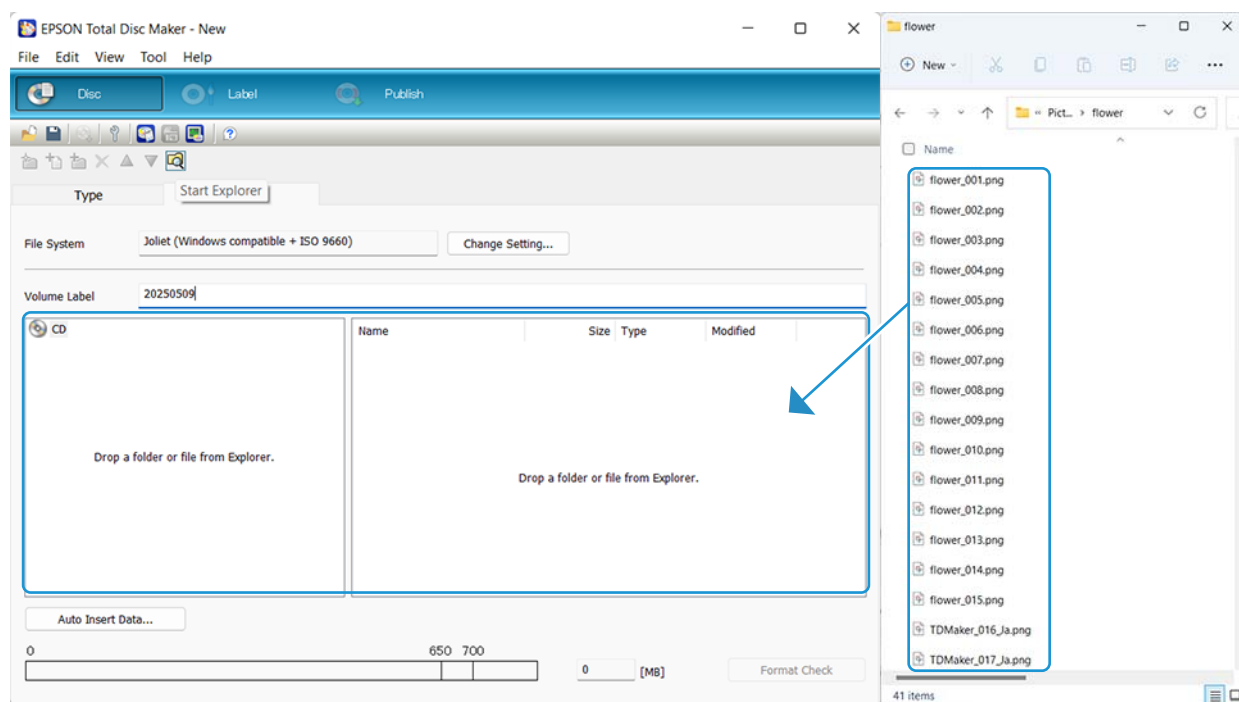 EPSON Total Disc Maker - New
File Edit View Tool Help
Disc Label Publish
Start Explorer
Type
File System Joliet (Windows compatible + ISO 9660) Change Setting...
Volume Label 20250509
CD
Name Size Type Modified
Drop a folder or file from Explorer.
Drop a folder or file from Explorer.
Auto Insert Data...
0 650 700
0 [MB] Format Check
flower
New
« Pict... › flower
Name
flower_001.png
flower_002.png
flower_003.png
flower_004.png
flower_005.png
flower_006.png
flower_007.png
flower_008.png
flower_009.png
flower_010.png
flower_011.png
flower_012.png
flower_013.png
flower_014.png
flower_015.png
TDMaker_016_Ja.png
TDMaker_017_Ja.png
41 items